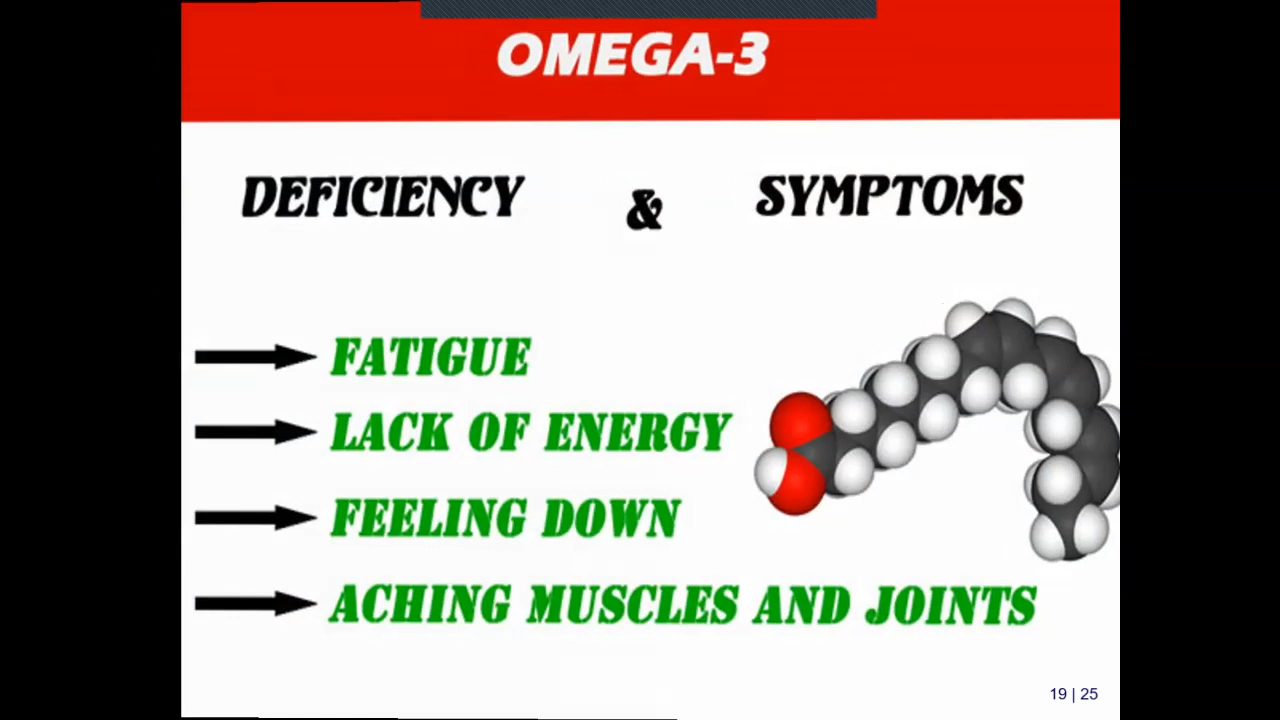 OMEGA-3
DEFICIENCY & SYMPTOMS
FATIGUE
LACK OF ENERGY
FEELING DOWN
ACHING MUSCLES AND JOINTS
19 | 25